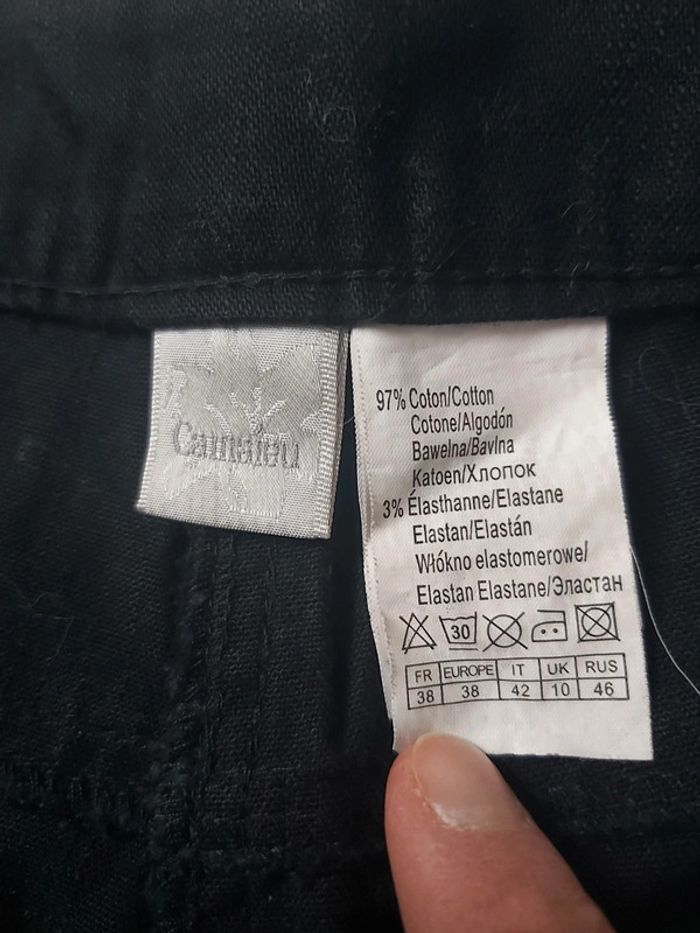 Camaïeu
97% Coton/Cotton
Cotone/Algodón
Bawełna/Bavlna
Katoen/Хлопок
3% Élasthanne/Elastane
Elastan/Elastán
Włókno elastomerowe/
Elastan Elastane/Эластан
30
FR EUROPE IT UK RUS
38 38 42 10 46